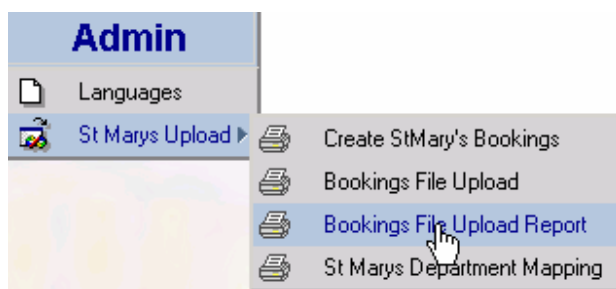 Admin
Languages
St Marys Upload
Create StMary's Bookings
Bookings File Upload
Bookings File Upload Report
St Marys Department Mapping